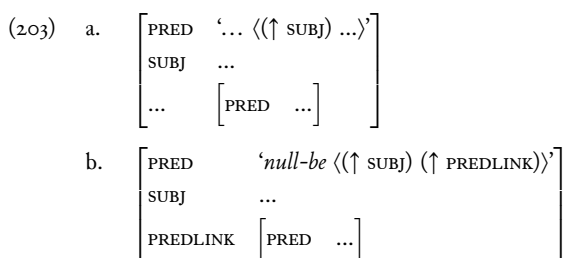 (203) a. [PRED ‘… ⟨(↑ SUBJ) ...⟩’]
SUBJ ...
... [PRED ...]
b. [PRED ‘null-be ⟨(↑ SUBJ) (↑ PREDLINK)⟩’]
SUBJ ...
PREDLINK [PRED ...]